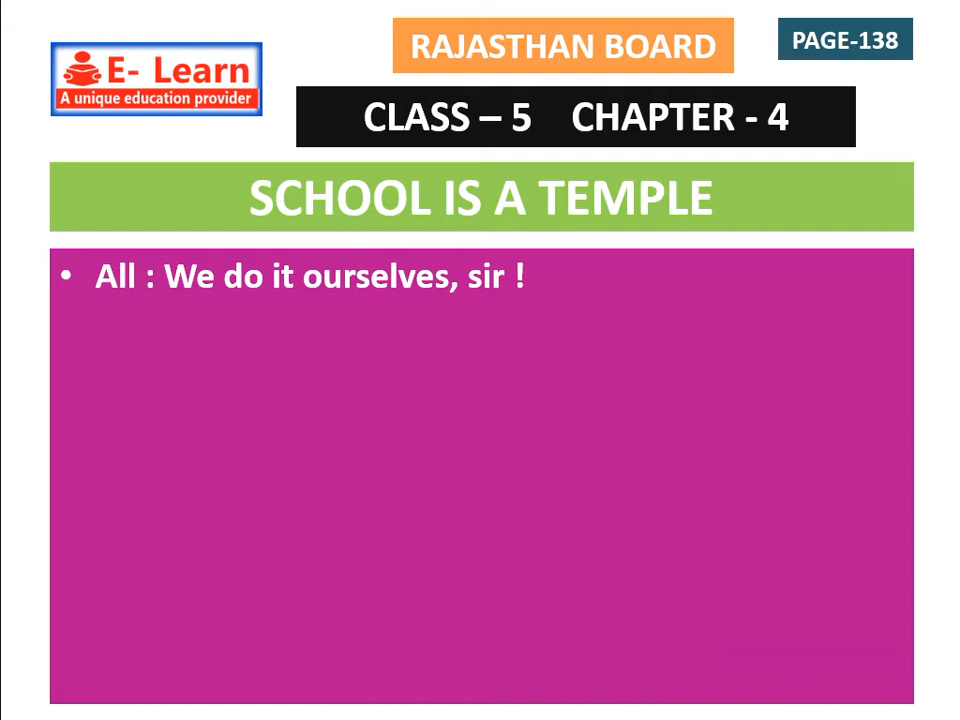 RAJASTHAN BOARD
PAGE-138
E- Learn
A unique education provider
CLASS – 5 CHAPTER - 4
SCHOOL IS A TEMPLE
• All : We do it ourselves, sir !